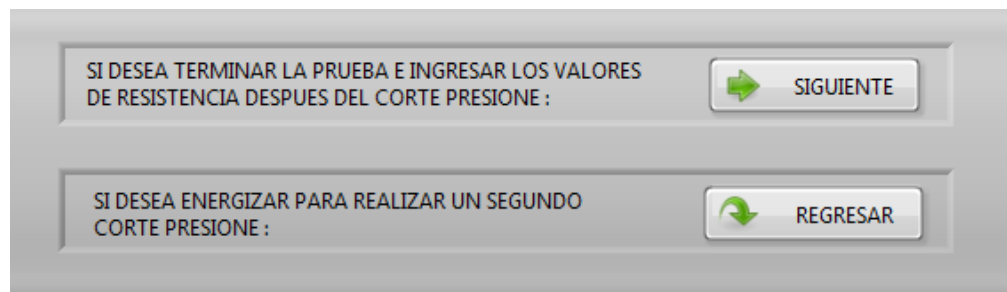 SI DESEA TERMINAR LA PRUEBA E INGRESAR LOS VALORES
DE RESISTENCIA DESPUES DEL CORTE PRESIONE :
SIGUIENTE
SI DESEA ENERGIZAR PARA REALIZAR UN SEGUNDO
CORTE PRESIONE :
REGRESAR